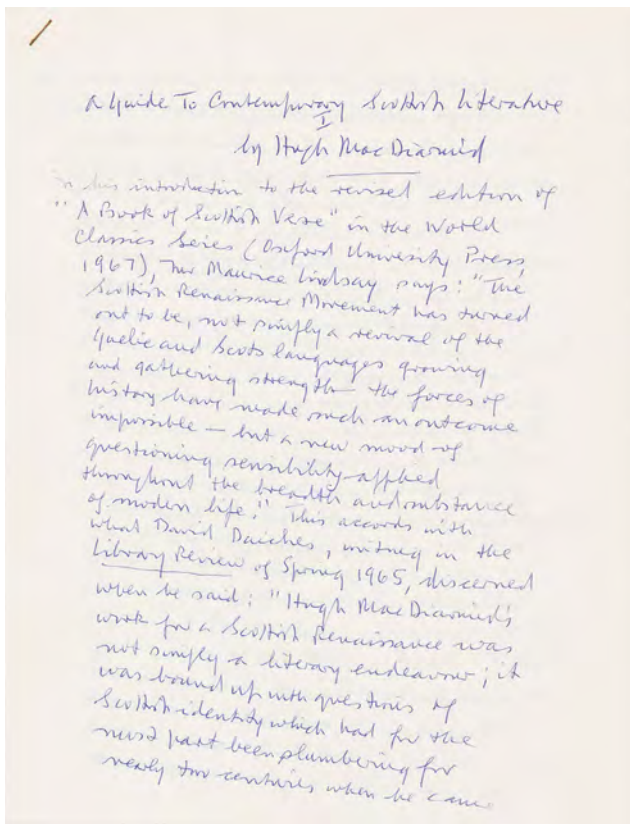 A Guide To Contemporary Scottish Literature
I
by Hugh MacDiarmid
In his introduction to the revised edition of
"A Book of Scottish Verse" in the World
Classics Series (Oxford University Press,
1967), Mr Maurice Lindsay says: "The
Scottish Renaissance Movement has turned
out to be, not simply a revival of the
Gaelic and Scots languages growing
and gathering strength — the forces of
history have made such an outcome
impossible — but a new mood of
questioning sensibility applied
throughout the breadth and substance
of modern life." This accords with
what David Daiches, writing in the
Library Review of Spring 1965, discerned
when he said: "Hugh MacDiarmid's
work for a Scottish Renaissance was
not simply a literary endeavour; it
was bound up with questions of
Scottish identity which had for the
most part been slumbering for
nearly two centuries when he came